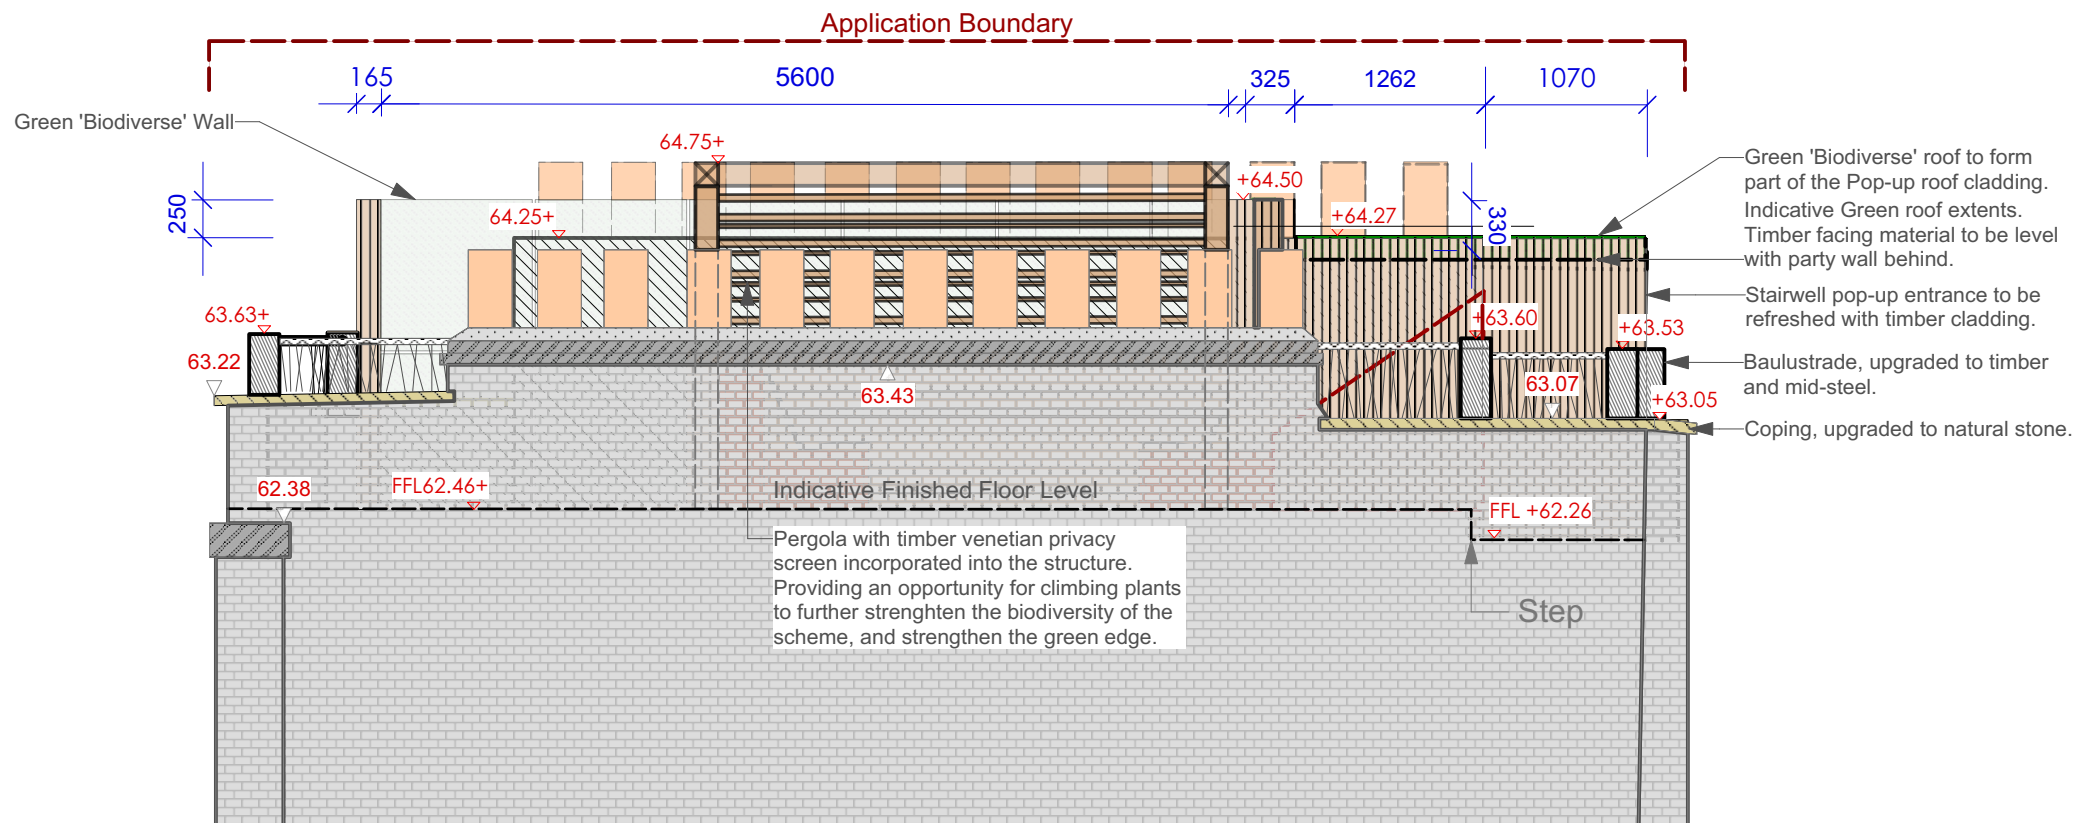 Application Boundary
165
5600
325
1262
1070
Green 'Biodiverse' Wall
64.75+
Green 'Biodiverse' roof to form
part of the Pop-up roof cladding.
Indicative Green roof extents.
Timber facing material to be level
with party wall behind.
+64.50
250
64.25+
+64.27
330
Stairwell pop-up entrance to be
refreshed with timber cladding.
63.63+
+63.60
+63.53
63.22
Baulustrade, upgraded to timber
and mid-steel.
63.43
63.07
+63.05
Coping, upgraded to natural stone.
62.38
FFL62.46+
Indicative Finished Floor Level
FFL +62.26
Pergola with timber venetian privacy
screen incorporated into the structure.
Providing an opportunity for climbing plants
to further strenghten the biodiversity of the
scheme, and strengthen the green edge.
Step